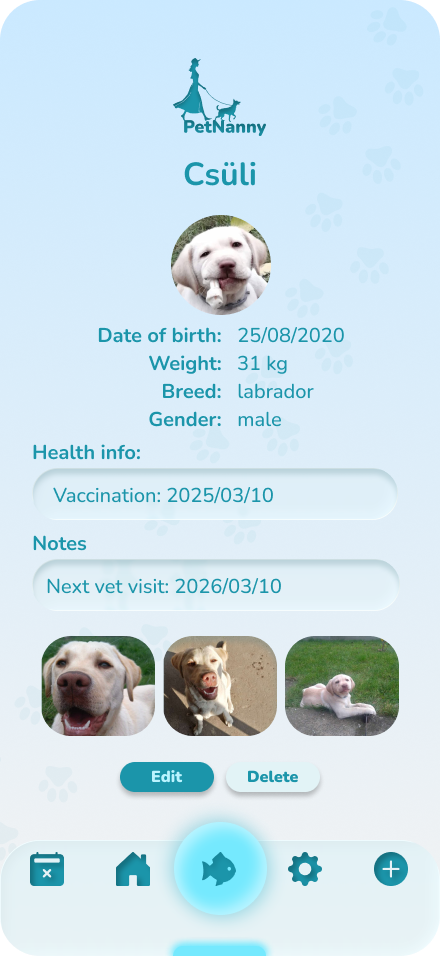 PetNanny
Csüli
Date of birth: 25/08/2020
Weight: 31 kg
Breed: labrador
Gender: male
Health info:
Vaccination: 2025/03/10
Notes
Next vet visit: 2026/03/10
Edit Delete